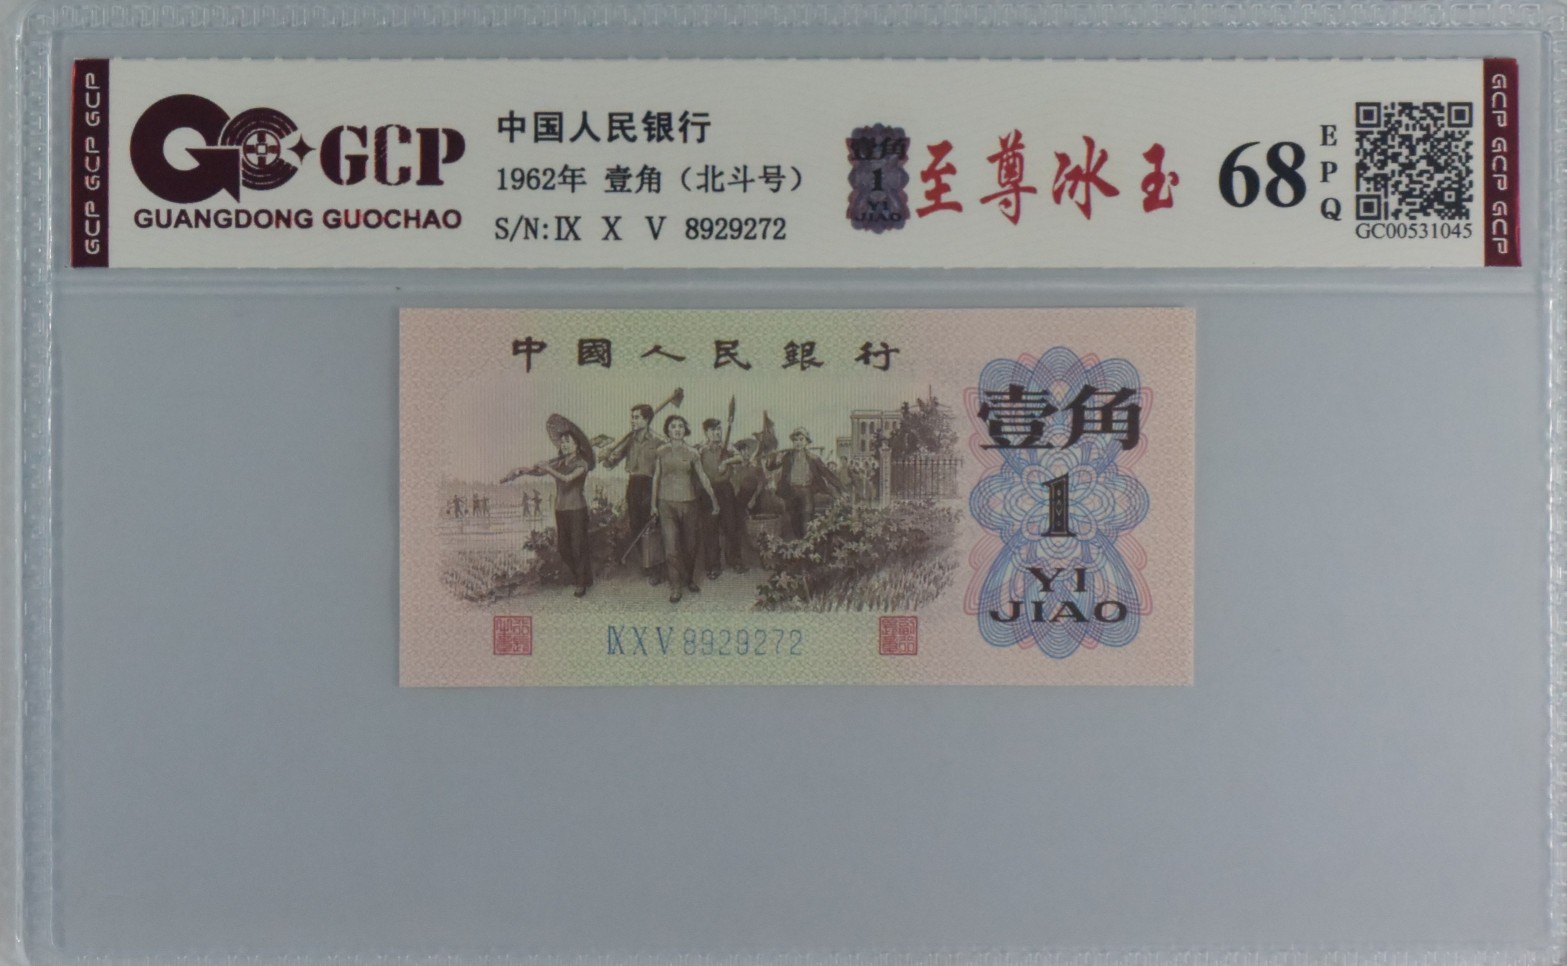 GCP GCP GCP
GCP
GUANGDONG GUOCHAO
中国人民银行
1962年 壹角（北斗号）
S/N:Ⅸ Ⅹ Ⅴ 8929272
壹角
1
YI
JIAO
至尊冰玉
68
EPQ
GC00531045
GCP GCP GCP
中國人民銀行
壹角
1
YI
JIAO
ⅨⅩⅤ8929272